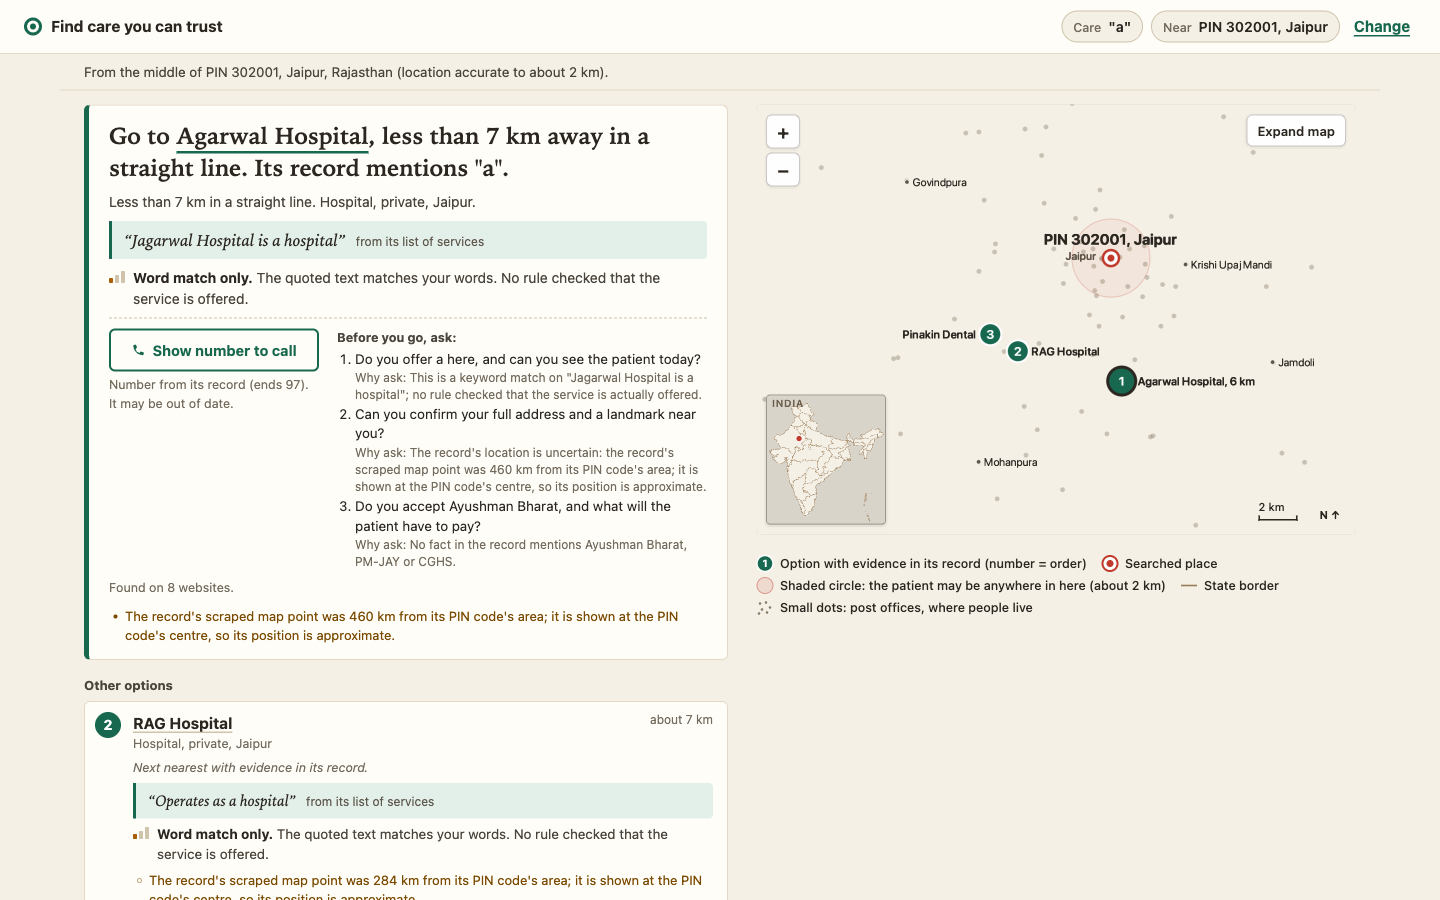 Find care you can trust
Care "a"
Near PIN 302001, Jaipur
Change
From the middle of PIN 302001, Jaipur, Rajasthan (location accurate to about 2 km).
Go to Agarwal Hospital, less than 7 km away in a
straight line. Its record mentions "a".
Less than 7 km in a straight line. Hospital, private, Jaipur.
“Jagarwal Hospital is a hospital” from its list of services
Word match only. The quoted text matches your words. No rule checked that the
service is offered.
Show number to call
Number from its record (ends 97).
It may be out of date.
Before you go, ask:
1. Do you offer a here, and can you see the patient today?
Why ask: This is a keyword match on "Jagarwal Hospital is a
hospital"; no rule checked that the service is actually offered.
2. Can you confirm your full address and a landmark near
you?
Why ask: The record's location is uncertain: the record's
scraped map point was 460 km from its PIN code's area; it is
shown at the PIN code's centre, so its position is approximate.
3. Do you accept Ayushman Bharat, and what will the
patient have to pay?
Why ask: No fact in the record mentions Ayushman Bharat,
PM-JAY or CGHS.
Found on 8 websites.
• The record's scraped map point was 460 km from its PIN code's area; it is shown at the PIN
code's centre, so its position is approximate.
Other options
2 RAG Hospital
about 7 km
Hospital, private, Jaipur
Next nearest with evidence in its record.
“Operates as a hospital” from its list of services
Word match only. The quoted text matches your words. No rule checked that the
service is offered.
The record's scraped map point was 284 km from its PIN code's area; it is shown at the PIN
code's centre, so its position is approximate.
+
−
Expand map
Govindpura
PIN 302001, Jaipur
Jaipur
Krishi Upaj Mandi
Pinakin Dental 3
2 RAG Hospital
Jamdoli
1 Agarwal Hospital, 6 km
INDIA
Mohanpura
2 km
N ↑
1 Option with evidence in its record (number = order)
Searched place
Shaded circle: the patient may be anywhere in here (about 2 km)
State border
Small dots: post offices, where people live